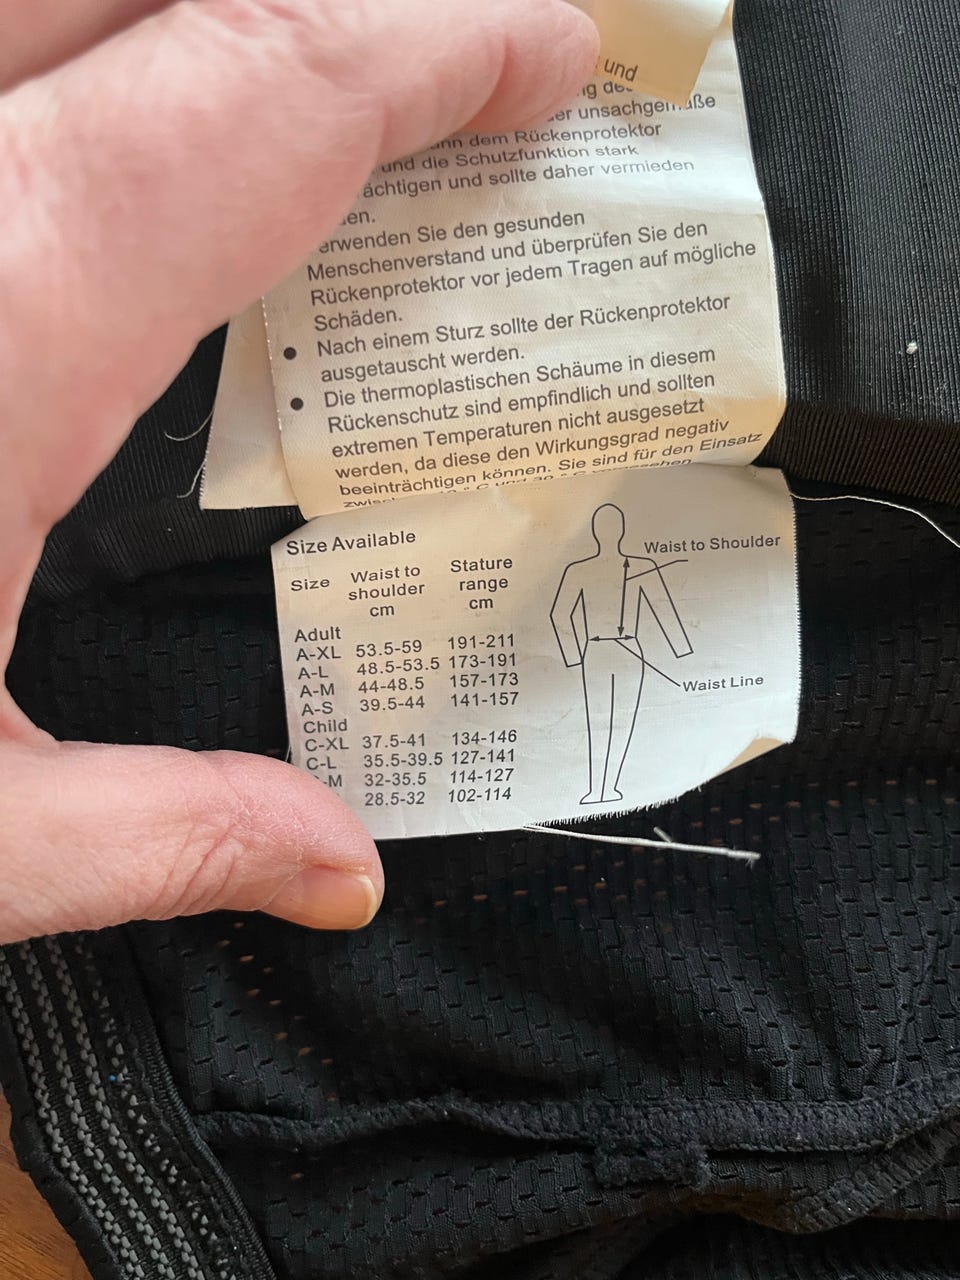 und
unsachgemäße
dem Rückenprotektor
und die Schutzfunktion stark
ächtigen und sollte daher vermieden
en.
erwenden Sie den gesunden
Menschenverstand und überprüfen Sie den
Rückenprotektor vor jedem Tragen auf mögliche
Schäden.
● Nach einem Sturz sollte der Rückenprotektor
ausgetauscht werden.
● Die thermoplastischen Schäume in diesem
Rückenschutz sind empfindlich und sollten
extremen Temperaturen nicht ausgesetzt
werden, da diese den Wirkungsgrad negativ
beeinträchtigen können. Sie sind für den Einsatz
Size Available
Size Waist to shoulder cm Stature range cm
Adult
A-XL 53.5-59 191-211
A-L 48.5-53.5 173-191
A-M 44-48.5 157-173
A-S 39.5-44 141-157
Child
C-XL 37.5-41 134-146
C-L 35.5-39.5 127-141
-M 32-35.5 114-127
28.5-32 102-114
Waist to Shoulder
Waist Line